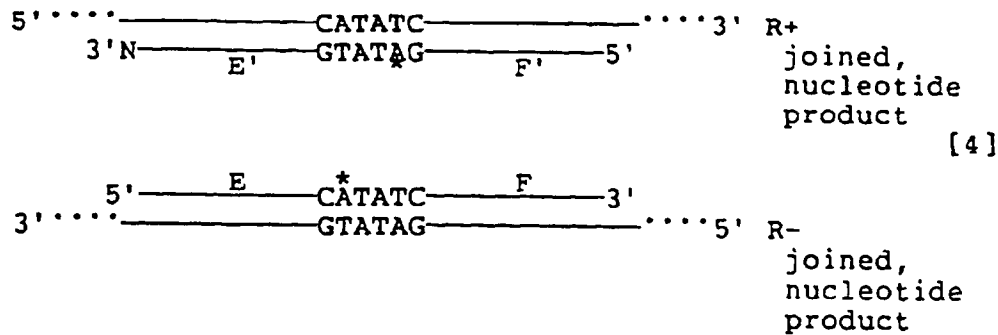 5'·····CATATC·····3' R+
3'N GTATAG 5' joined,
E' * F' nucleotide
product
[4]
E * F
5' CATATC 3'
3'·····GTATAG·····5' R-
joined,
nucleotide
product